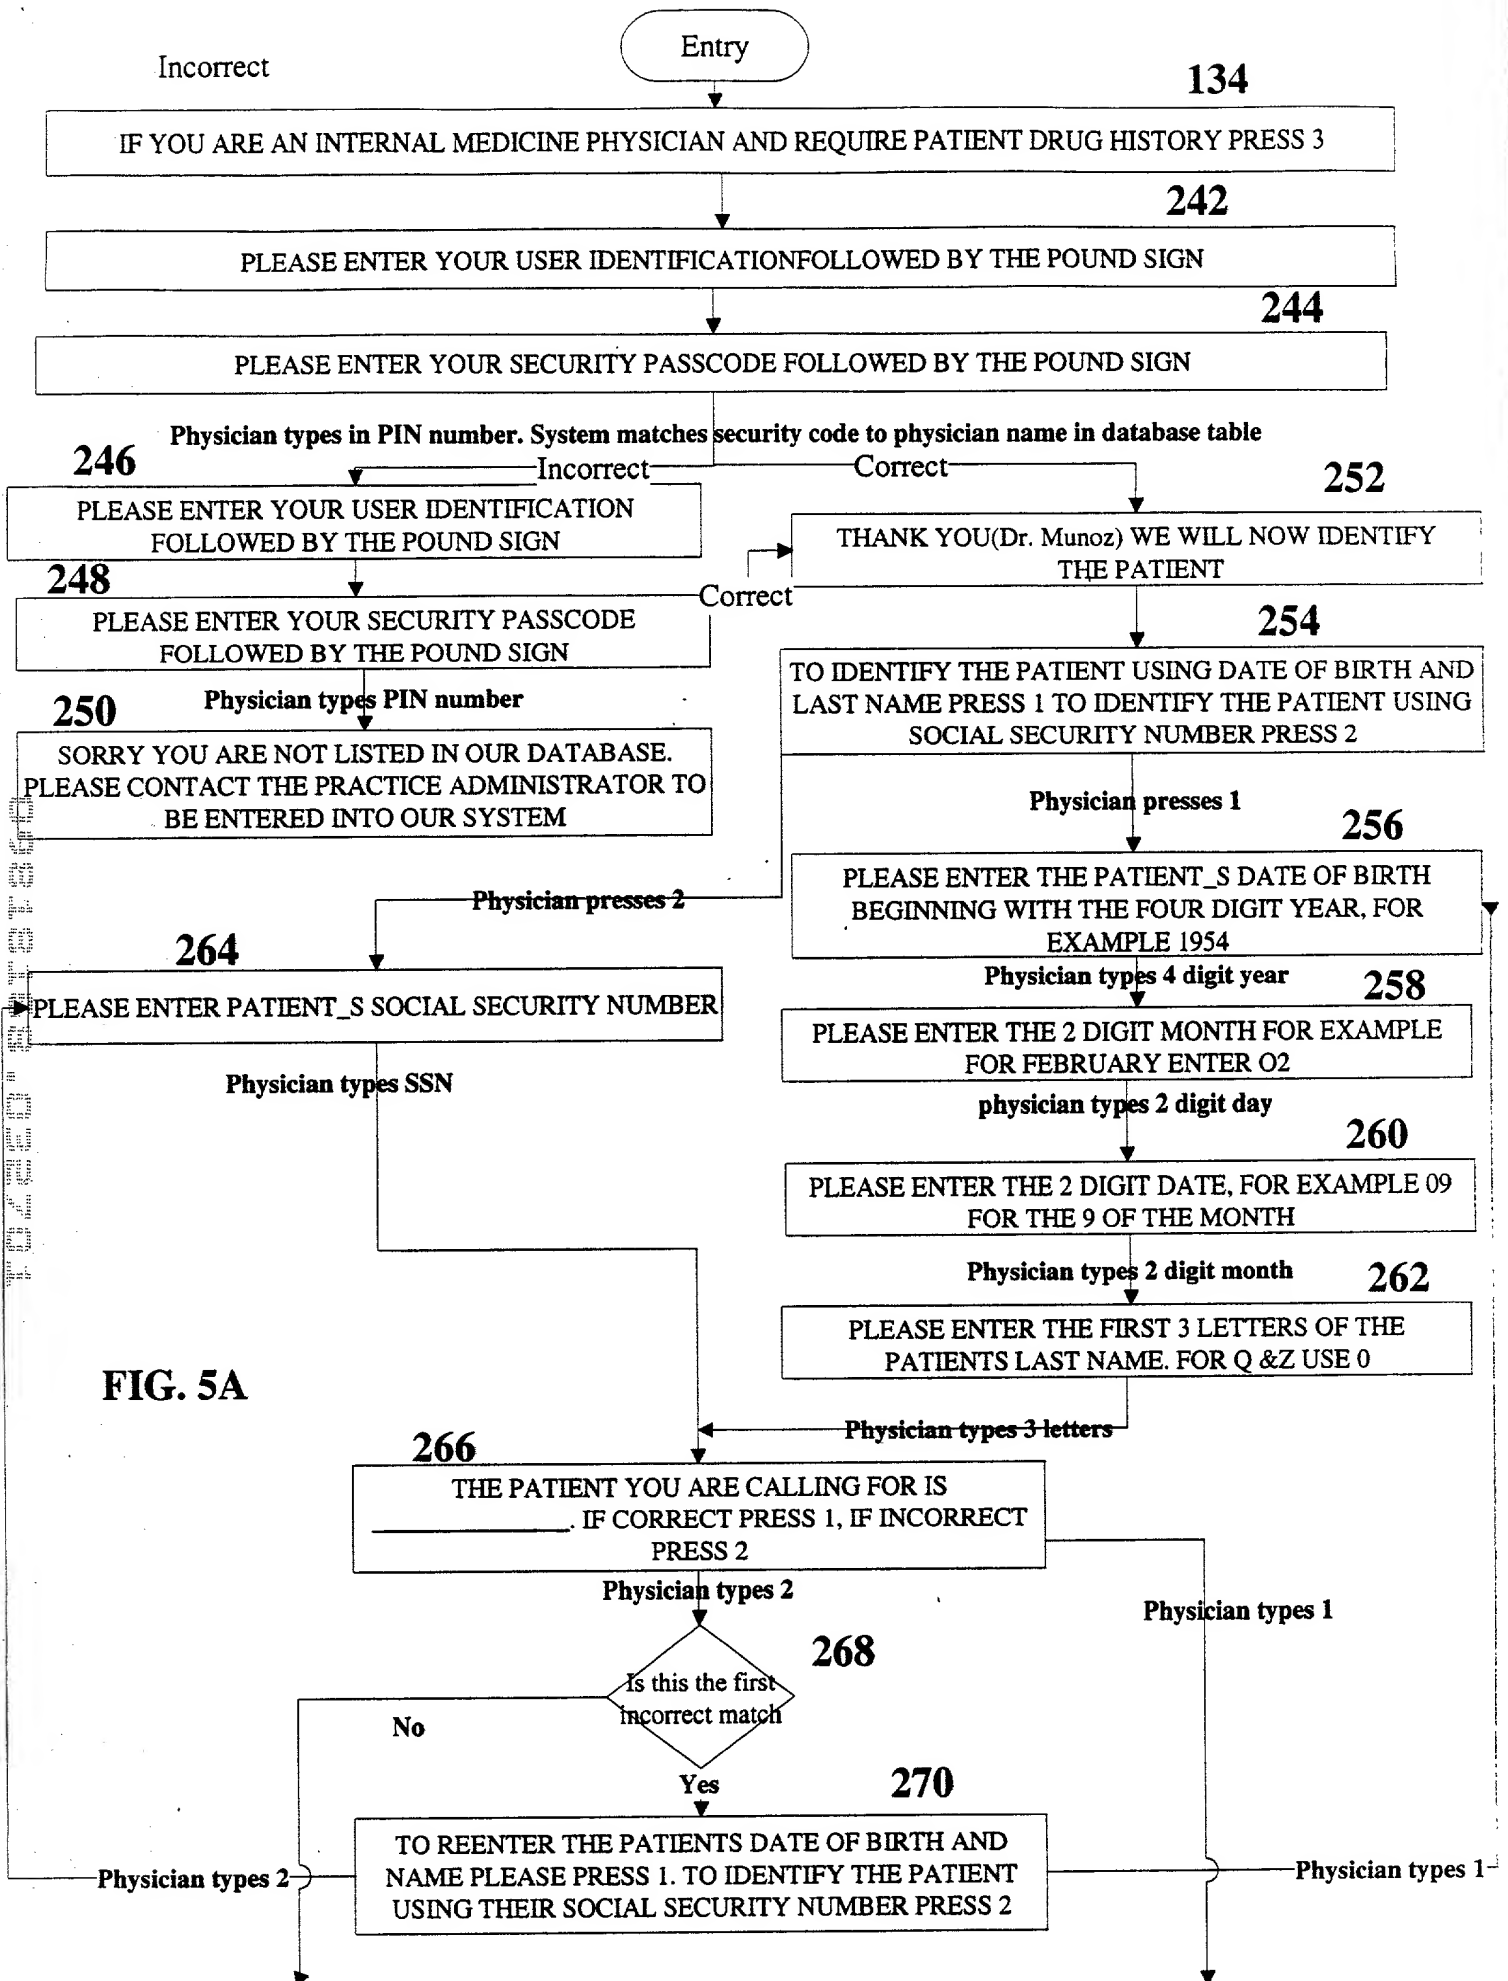 Entry
Incorrect
134
IF YOU ARE AN INTERNAL MEDICINE PHYSICIAN AND REQUIRE PATIENT DRUG HISTORY PRESS 3
242
PLEASE ENTER YOUR USER IDENTIFICATIONFOLLOWED BY THE POUND SIGN
244
PLEASE ENTER YOUR SECURITY PASSCODE FOLLOWED BY THE POUND SIGN
Physician types in PIN number. System matches security code to physician name in database table
246
Incorrect
Correct
252
PLEASE ENTER YOUR USER IDENTIFICATION
FOLLOWED BY THE POUND SIGN
THANK YOU(Dr. Munoz) WE WILL NOW IDENTIFY
THE PATIENT
248
Correct
PLEASE ENTER YOUR SECURITY PASSCODE
FOLLOWED BY THE POUND SIGN
254
TO IDENTIFY THE PATIENT USING DATE OF BIRTH AND
LAST NAME PRESS 1 TO IDENTIFY THE PATIENT USING
SOCIAL SECURITY NUMBER PRESS 2
Physician types PIN number
250
SORRY YOU ARE NOT LISTED IN OUR DATABASE.
PLEASE CONTACT THE PRACTICE ADMINISTRATOR TO
BE ENTERED INTO OUR SYSTEM
Physician presses 1
256
PLEASE ENTER THE PATIENT_S DATE OF BIRTH
BEGINNING WITH THE FOUR DIGIT YEAR, FOR
EXAMPLE 1954
Physician presses 2
264
PLEASE ENTER PATIENT_S SOCIAL SECURITY NUMBER
Physician types 4 digit year
258
PLEASE ENTER THE 2 DIGIT MONTH FOR EXAMPLE
FOR FEBRUARY ENTER O2
Physician types SSN
physician types 2 digit day
260
PLEASE ENTER THE 2 DIGIT DATE, FOR EXAMPLE 09
FOR THE 9 OF THE MONTH
Physician types 2 digit month
262
PLEASE ENTER THE FIRST 3 LETTERS OF THE
PATIENTS LAST NAME. FOR Q &Z USE 0
FIG. 5A
Physician types 3 letters
266
THE PATIENT YOU ARE CALLING FOR IS
______________. IF CORRECT PRESS 1, IF INCORRECT
PRESS 2
Physician types 2
Physician types 1
268
Is this the first
incorrect match
No
Yes
270
TO REENTER THE PATIENTS DATE OF BIRTH AND
NAME PLEASE PRESS 1. TO IDENTIFY THE PATIENT
USING THEIR SOCIAL SECURITY NUMBER PRESS 2
Physician types 2
Physician types 1